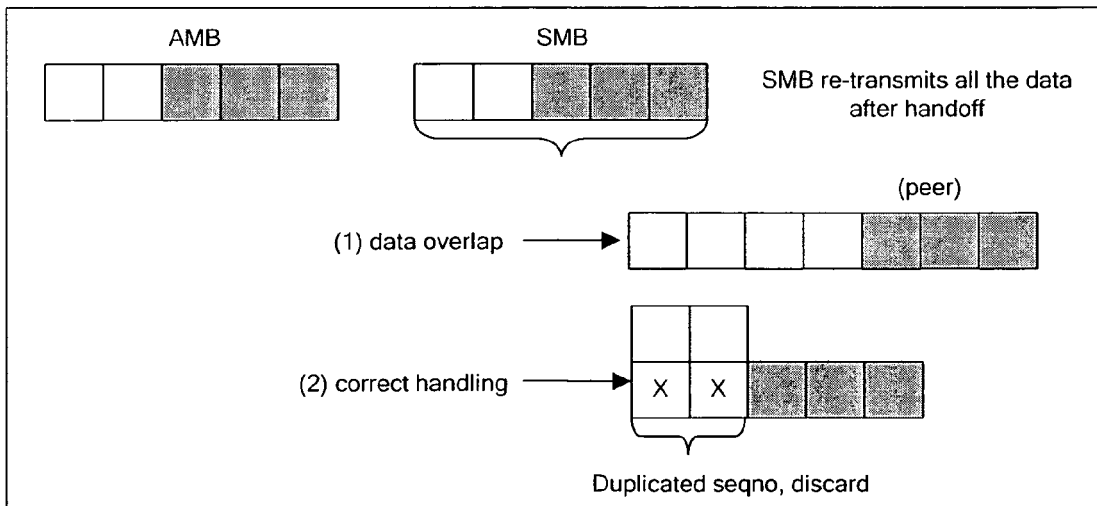 AMB
SMB
SMB re-transmits all the data
after handoff
(peer)
(1) data overlap
(2) correct handling
X X
Duplicated seqno, discard